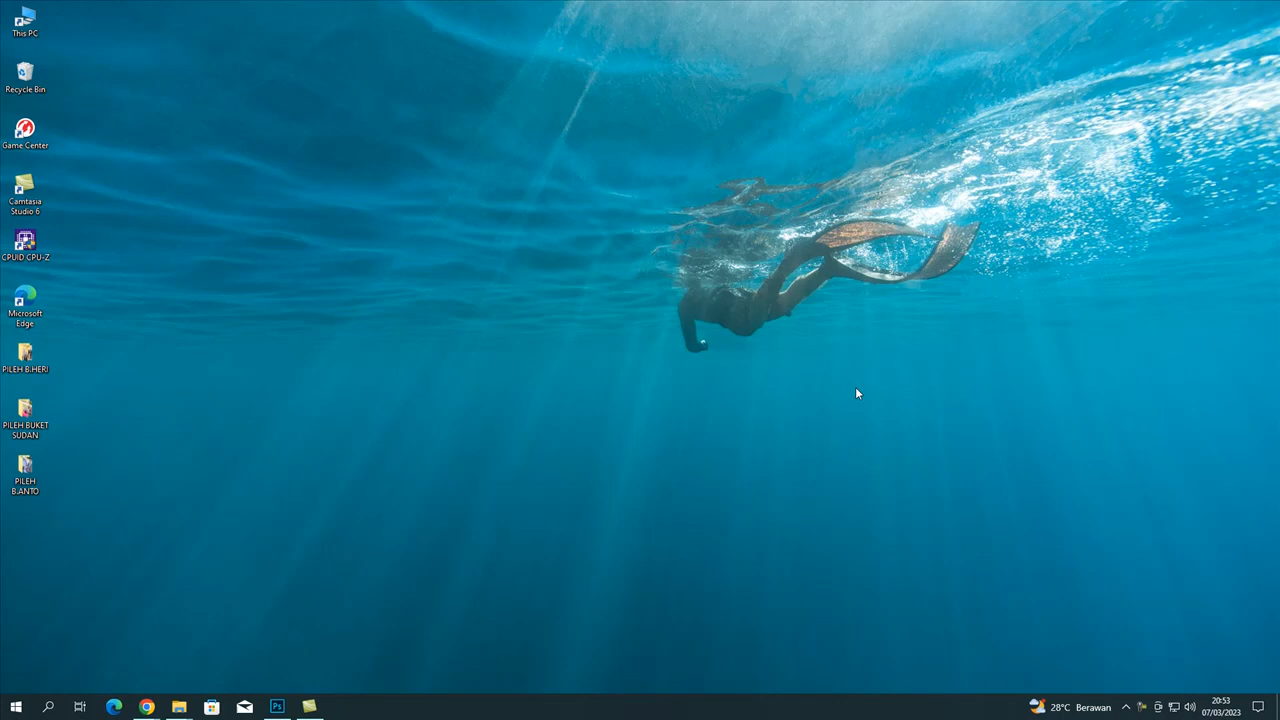 This PC
Recycle Bin
Game Center
Camtasia
Studio 6
CPUID CPU-Z
Microsoft
Edge
PILEH B.HERI
PILEH BUKET
SUDAN
PILEH
B.ANTO
Ps
28°C Berawan
20:53
07/03/2023